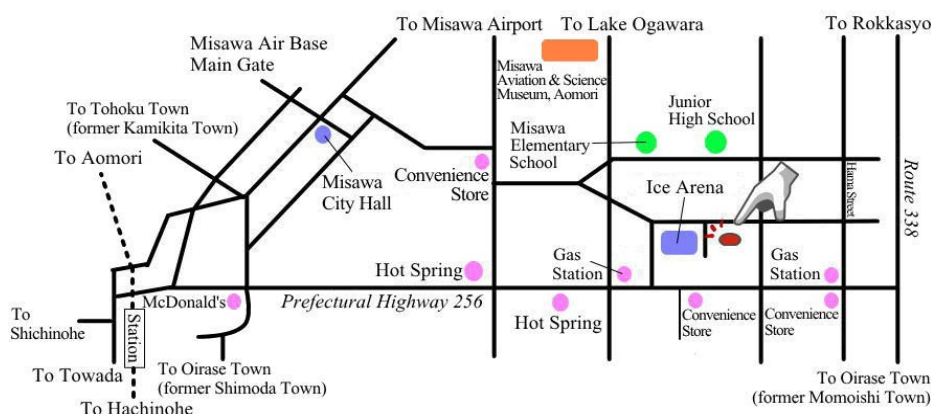 To Misawa Airport
To Lake Ogawara
To Rokkasyo
Misawa Air Base
Main Gate
Misawa
Aviation & Science
Museum, Aomori
To Tohoku Town
(former Kamikita Town)
Junior
High School
Misawa
Elementary
School
To Aomori
Convenience
Store
Misawa
City Hall
Ice Arena
Hama Street
Route 338
Hot Spring
Gas
Station
Gas
Station
McDonald's
Prefectural Highway 256
To
Shichinohe
Station
Hot Spring
Convenience
Store
Convenience
Store
To Towada
To Oirase Town
(former Shimoda Town)
To Oirase Town
(former Momoishi Town)
To Hachinohe